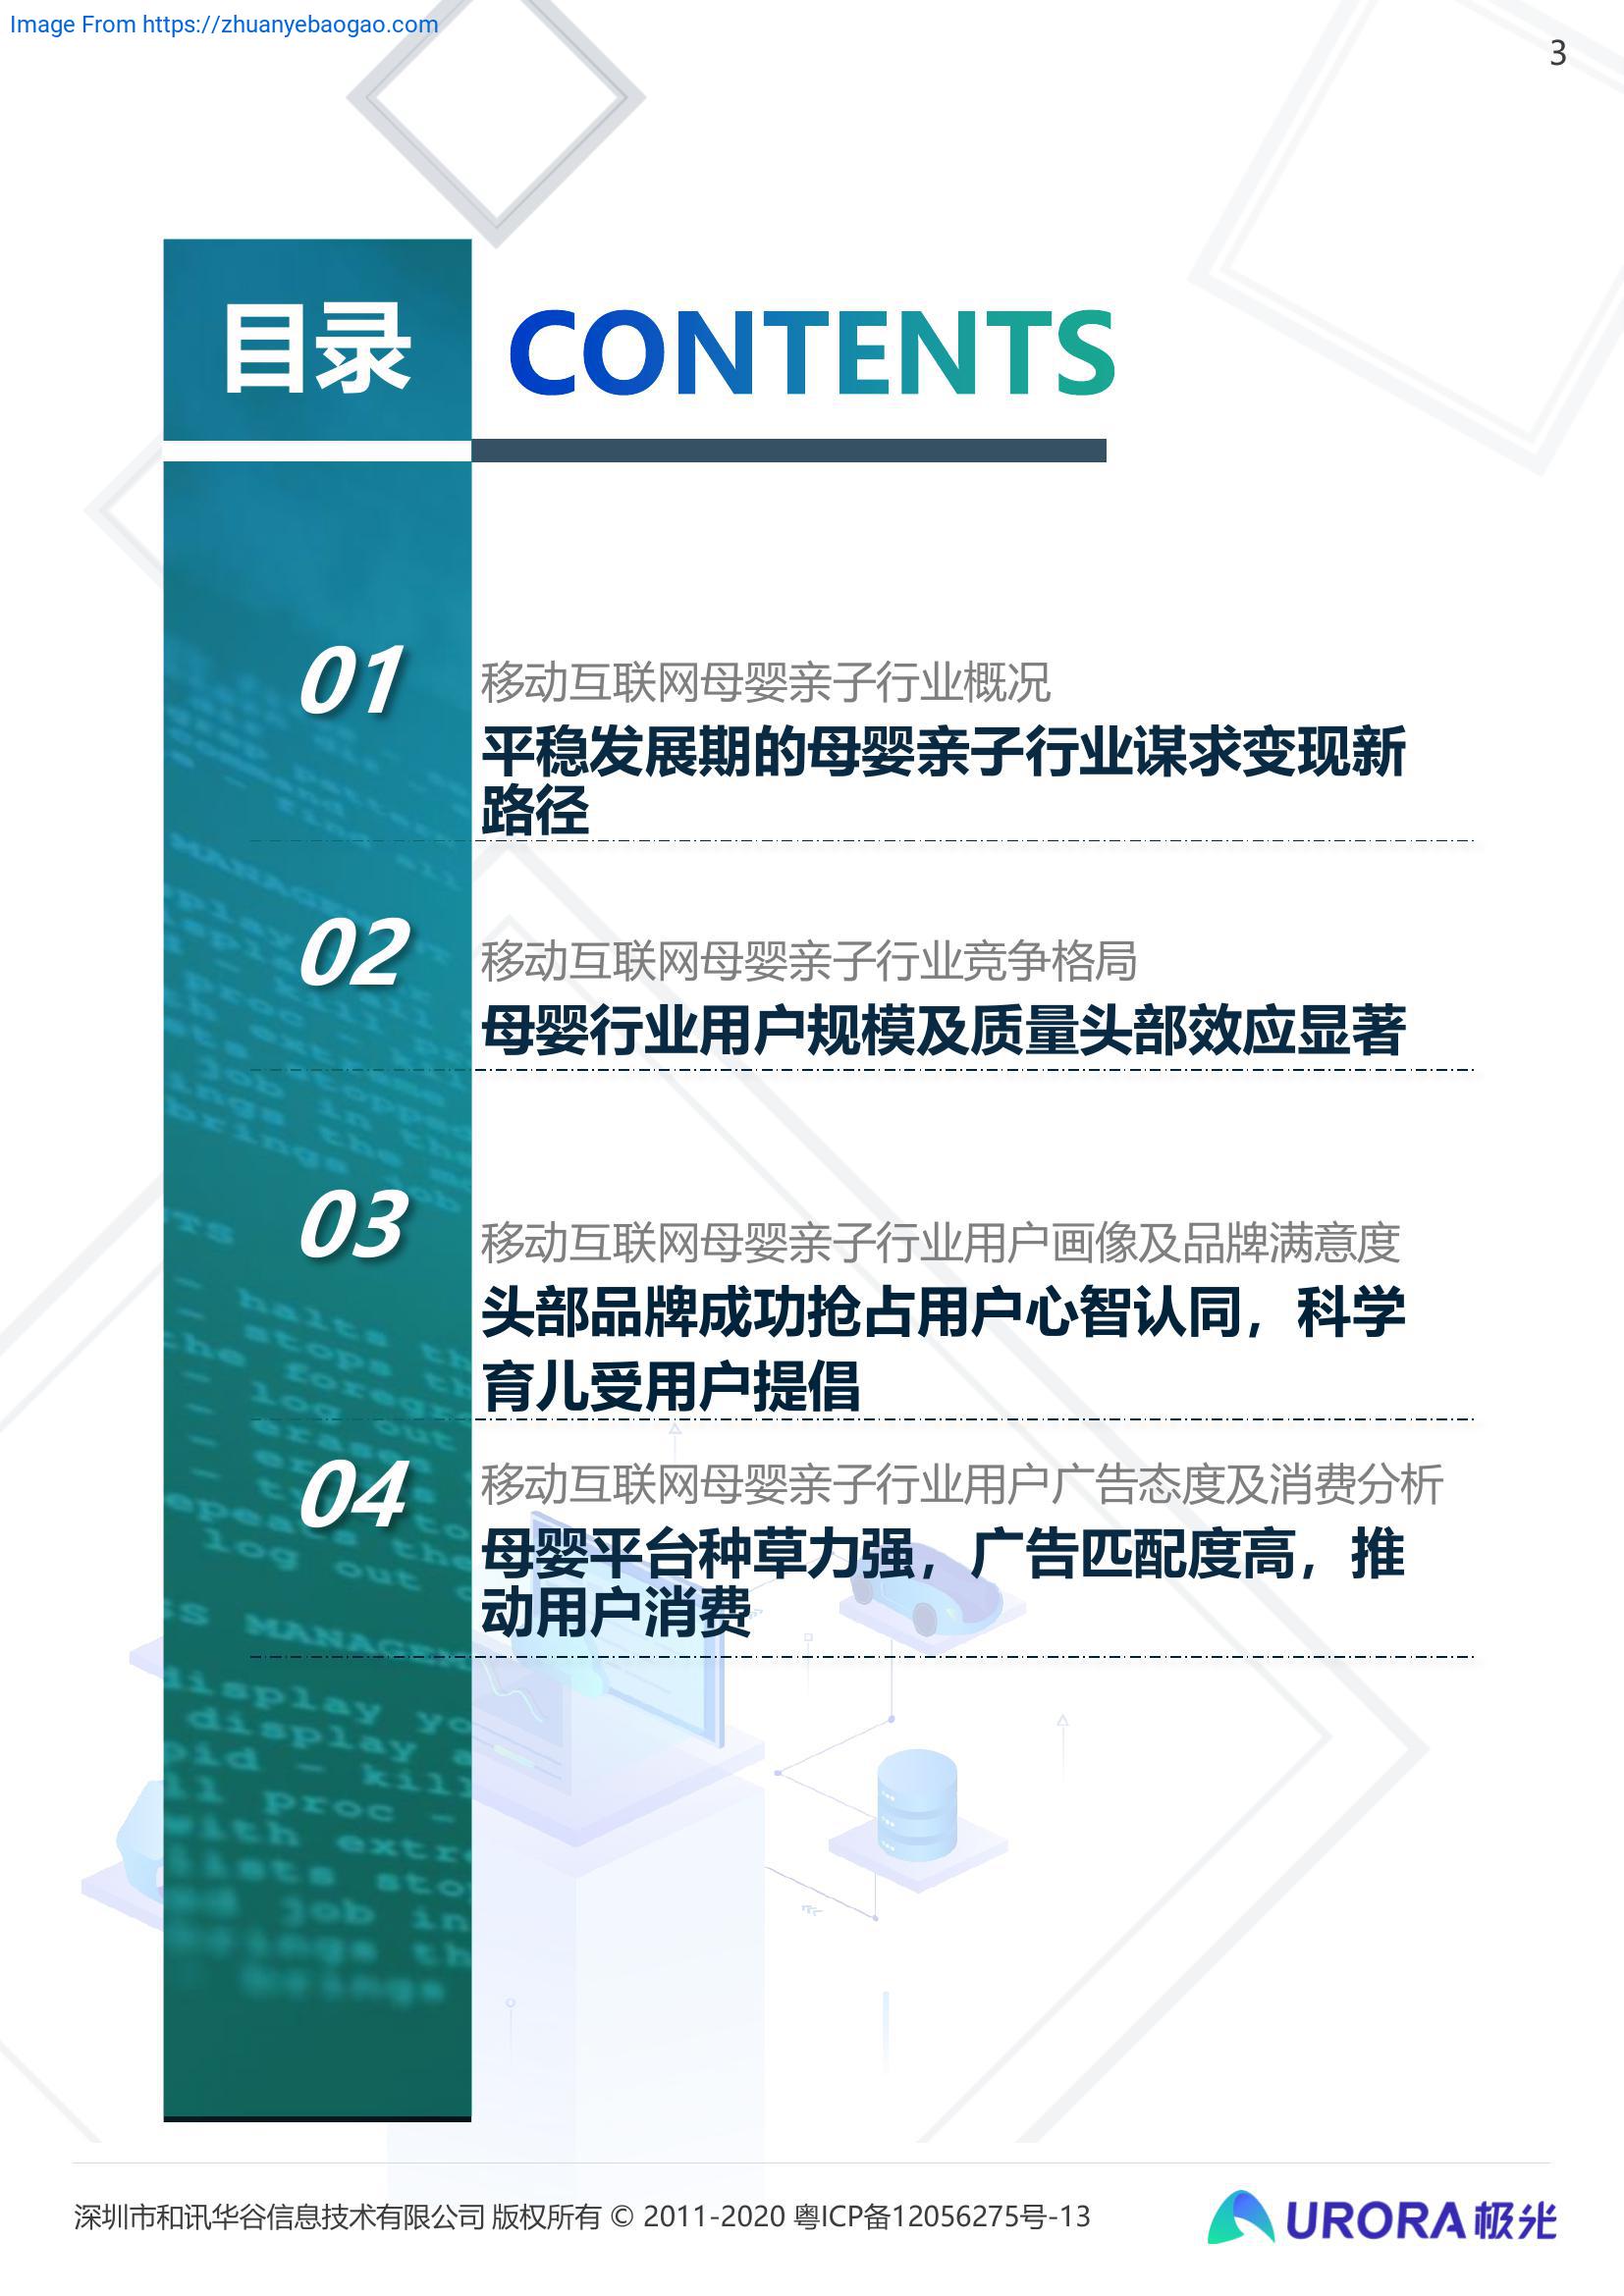 Image From https://zhuanyebaogao.com
3
目录
CONTENTS
01
移动互联网母婴亲子行业概况
平稳发展期的母婴亲子行业谋求变现新
路径
02
移动互联网母婴亲子行业竞争格局
母婴行业用户规模及质量头部效应显著
03
移动互联网母婴亲子行业用户画像及品牌满意度
头部品牌成功抢占用户心智认同，科学
育儿受用户提倡
04
移动互联网母婴亲子行业用户广告态度及消费分析
母婴平台种草力强，广告匹配度高，推
动用户消费
深圳市和讯华谷信息技术有限公司 版权所有 © 2011-2020 粤ICP备12056275号-13
URORA极光